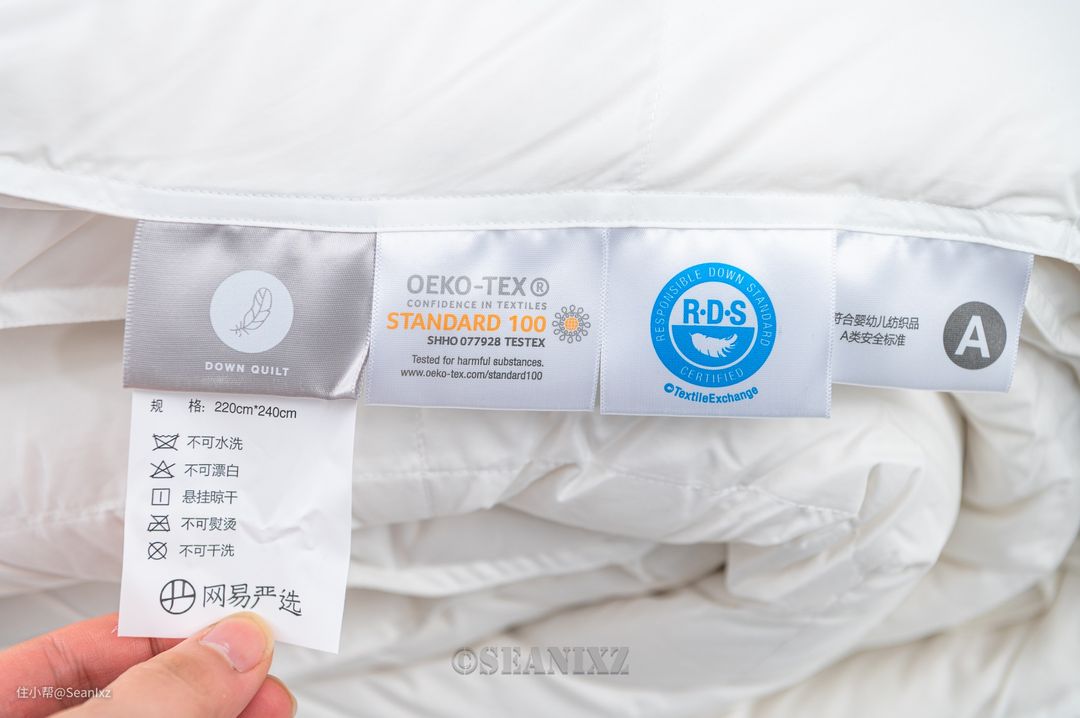 DOWN QUILT
规 格: 220cm*240cm
不可水洗
不可漂白
悬挂晾干
不可熨烫
不可干洗
网易严选
OEKO-TEX®
CONFIDENCE IN TEXTILES
STANDARD 100
SHHO 077928 TESTEX
Tested for harmful substances.
www.oeko-tex.com/standard100
RESPONSIBLE DOWN STANDARD
R·D·S
CERTIFIED
©TextileExchange
符合婴幼儿纺织品
A类安全标准
A
©SEANIXZ
住小帮@SeanIxz